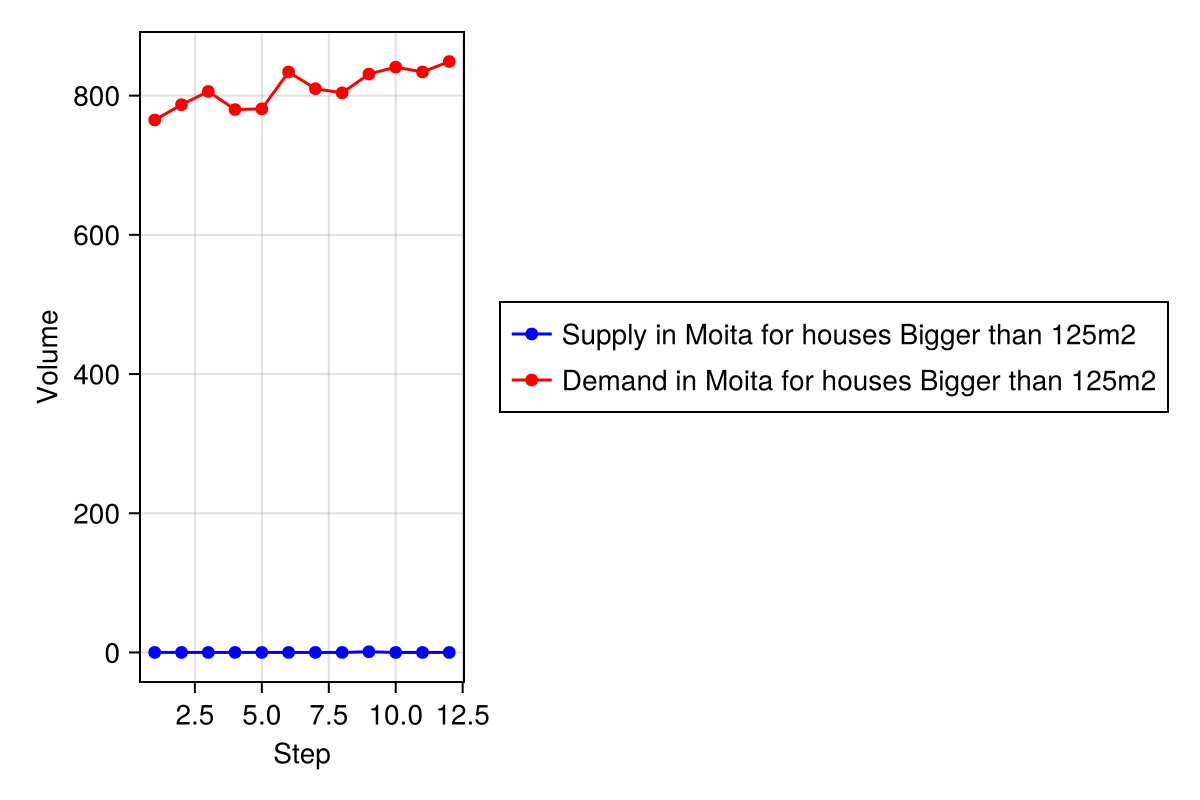 800
600
400
200
0
Volume
2.5 5.0 7.5 10.0 12.5
Step
Supply in Moita for houses Bigger than 125m2
Demand in Moita for houses Bigger than 125m2